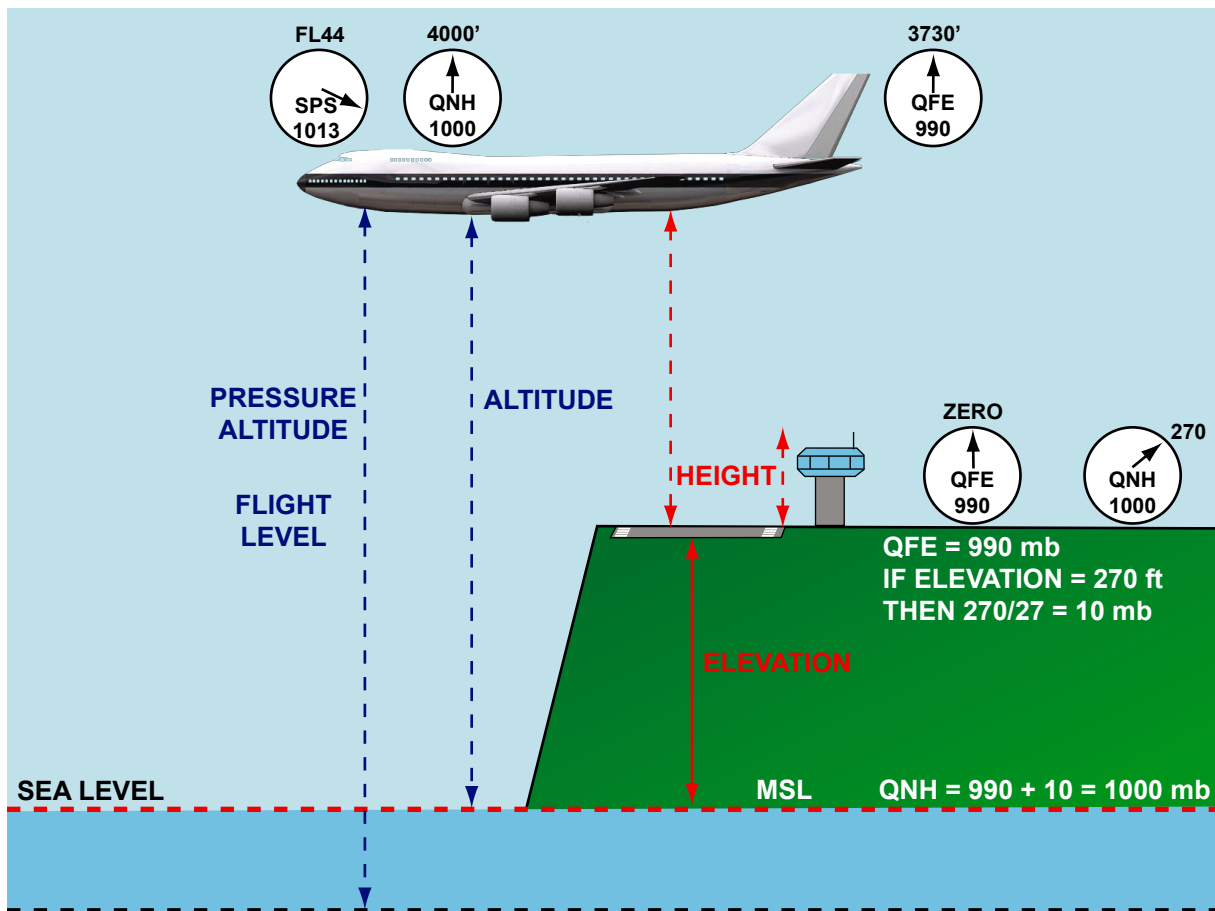 FL44
4000’
3730’
SPS
1013
QNH
1000
QFE
990
PRESSURE
ALTITUDE
FLIGHT
LEVEL
ALTITUDE
HEIGHT
ZERO
QFE
990
270
QNH
1000
QFE = 990 mb
IF ELEVATION = 270 ft
THEN 270/27 = 10 mb
ELEVATION
SEA LEVEL
MSL
QNH = 990 + 10 = 1000 mb